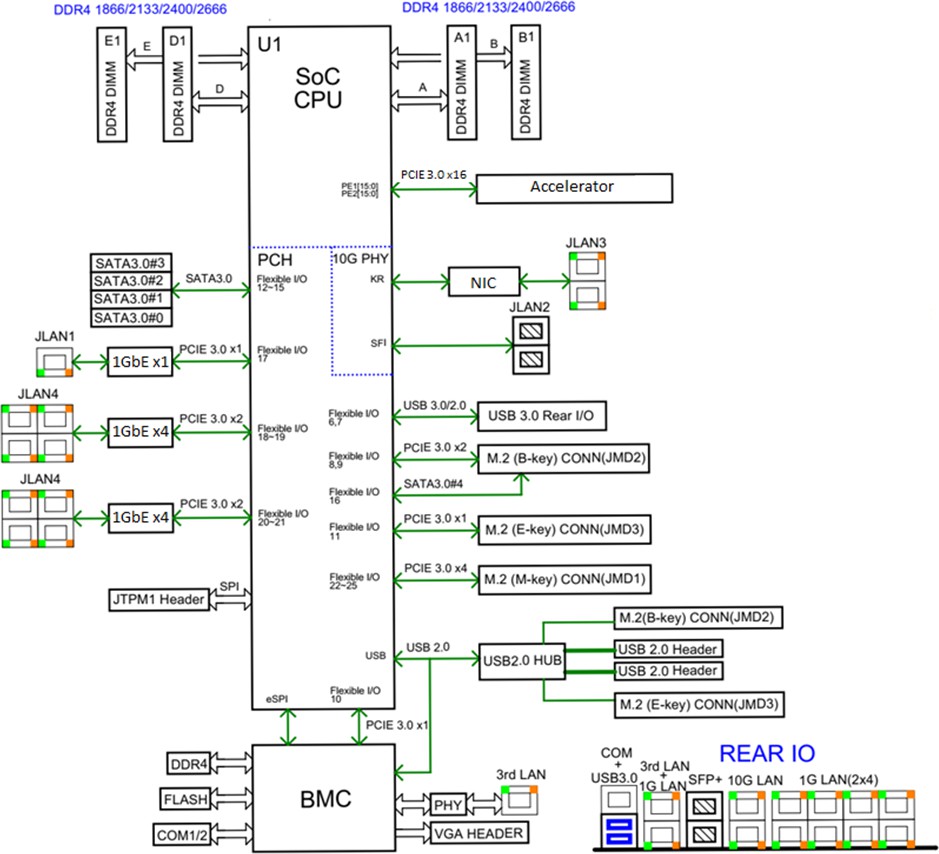 DDR4 1866/2133/2400/2666
DDR4 1866/2133/2400/2666
E1
DDR4 DIMM
E
D1
DDR4 DIMM
D
U1
SoC
CPU
A1
DDR4 DIMM
A
B
B1
DDR4 DIMM
PE1[15:0]
PE2[15:0]
PCIE 3.0 x16
Accelerator
PCH
10G PHY
SATA3.0#3
SATA3.0#2
SATA3.0#1
SATA3.0#0
SATA3.0
Flexible I/O
12~15
KR
NIC
JLAN3
JLAN2
SFI
JLAN1
1GbE x1
PCIE 3.0 x1
Flexible I/O
17
JLAN4
1GbE x4
PCIE 3.0 x2
Flexible I/O
18~19
Flexible I/O
6,7
USB 3.0/2.0
USB 3.0 Rear I/O
Flexible I/O
8,9
PCIE 3.0 x2
M.2 (B-key) CONN(JMD2)
Flexible I/O
16
SATA3.0#4
JLAN4
1GbE x4
PCIE 3.0 x2
Flexible I/O
20~21
Flexible I/O
11
PCIE 3.0 x1
M.2 (E-key) CONN(JMD3)
Flexible I/O
22~25
PCIE 3.0 x4
M.2 (M-key) CONN(JMD1)
JTPM1 Header
SPI
USB
USB 2.0
USB2.0 HUB
M.2(B-key) CONN(JMD2)
USB 2.0 Header
USB 2.0 Header
M.2 (E-key) CONN(JMD3)
eSPI
Flexible I/O
10
PCIE 3.0 x1
BMC
DDR4
FLASH
COM1/2
PHY
3rd LAN
VGA HEADER
REAR IO
COM
+
USB3.0
3rd LAN
+
1G LAN
SFP+
10G LAN
1G LAN(2x4)